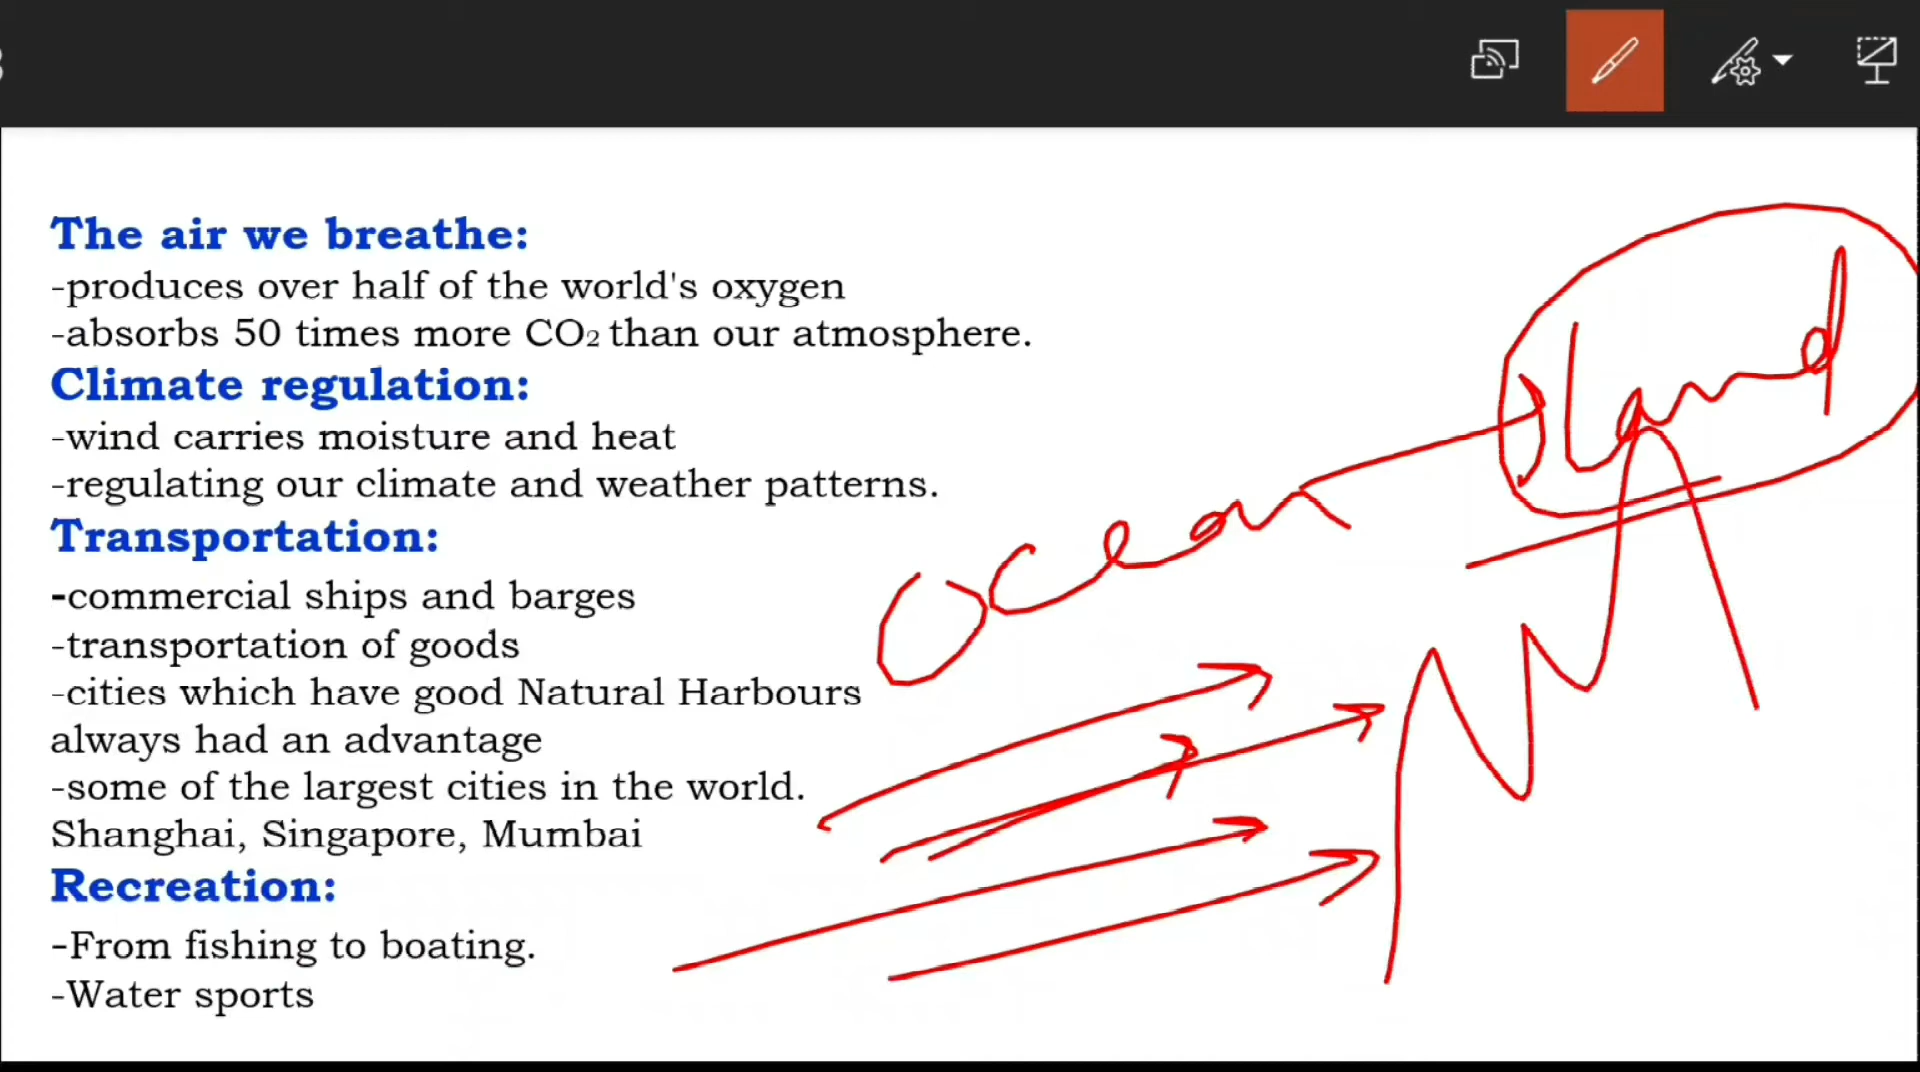 The air we breathe:
-produces over half of the world's oxygen
-absorbs 50 times more CO₂ than our atmosphere.
Climate regulation:
-wind carries moisture and heat
-regulating our climate and weather patterns.
Transportation:
-commercial ships and barges
-transportation of goods
-cities which have good Natural Harbours
always had an advantage
-some of the largest cities in the world.
Shanghai, Singapore, Mumbai
Recreation:
-From fishing to boating.
-Water sports
Ocean
Land